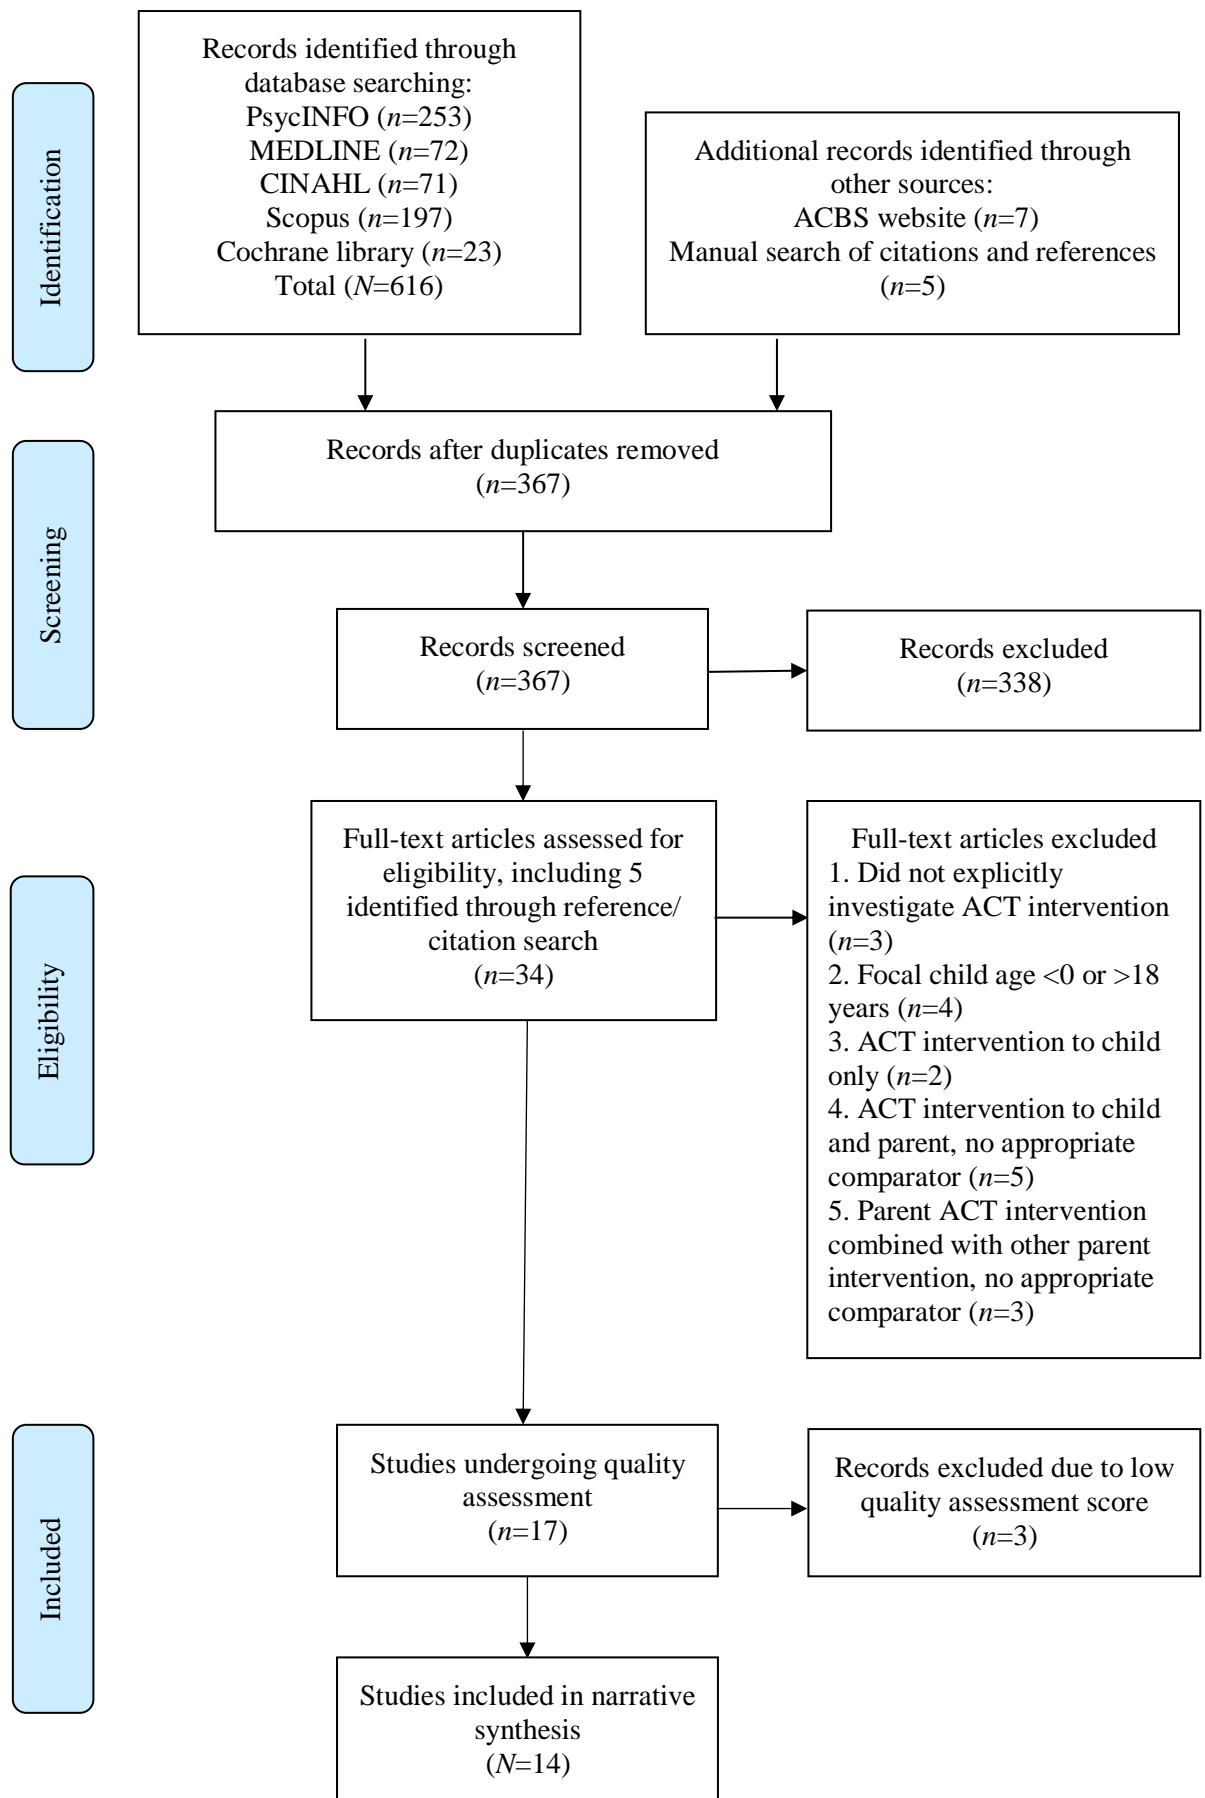 Identification
Records identified through
database searching:
PsycINFO (n=253)
MEDLINE (n=72)
CINAHL (n=71)
Scopus (n=197)
Cochrane library (n=23)
Total (N=616)
Additional records identified through
other sources:
ACBS website (n=7)
Manual search of citations and references
(n=5)
Screening
Records after duplicates removed
(n=367)
Records screened
(n=367)
Records excluded
(n=338)
Eligibility
Full-text articles assessed for
eligibility, including 5
identified through reference/
citation search
(n=34)
Full-text articles excluded
1. Did not explicitly
investigate ACT intervention
(n=3)
2. Focal child age <0 or >18
years (n=4)
3. ACT intervention to child
only (n=2)
4. ACT intervention to child
and parent, no appropriate
comparator (n=5)
5. Parent ACT intervention
combined with other parent
intervention, no appropriate
comparator (n=3)
Included
Studies undergoing quality
assessment
(n=17)
Records excluded due to low
quality assessment score
(n=3)
Studies included in narrative
synthesis
(N=14)